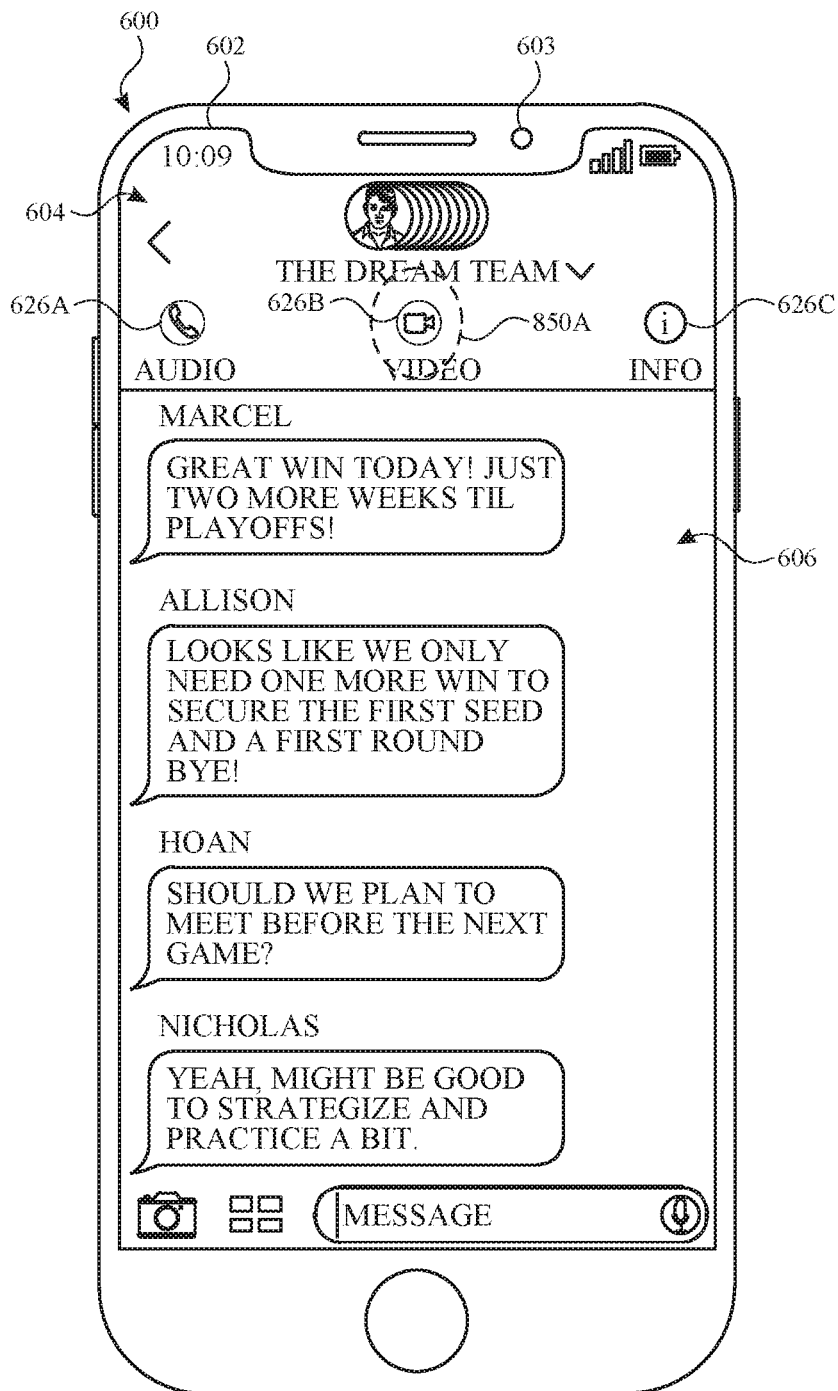 600
602
603
10:09
604
THE DREAM TEAM
626A
626B
850A
626C
AUDIO
VIDEO
INFO
MARCEL
GREAT WIN TODAY! JUST
TWO MORE WEEKS TIL
PLAYOFFS!
606
ALLISON
LOOKS LIKE WE ONLY
NEED ONE MORE WIN TO
SECURE THE FIRST SEED
AND A FIRST ROUND
BYE!
HOAN
SHOULD WE PLAN TO
MEET BEFORE THE NEXT
GAME?
NICHOLAS
YEAH, MIGHT BE GOOD
TO STRATEGIZE AND
PRACTICE A BIT.
MESSAGE